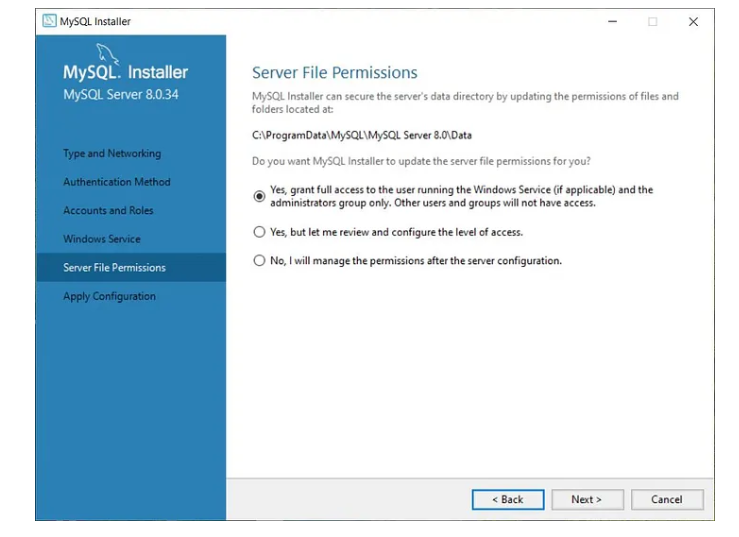 MySQL Installer
MySQL. Installer
MySQL Server 8.0.34
Type and Networking
Authentication Method
Accounts and Roles
Windows Service
Server File Permissions
Apply Configuration
Server File Permissions
MySQL Installer can secure the server's data directory by updating the permissions of files and
folders located at:
C:\ProgramData\MySQL\MySQL Server 8.0\Data
Do you want MySQL Installer to update the server file permissions for you?
Yes, grant full access to the user running the Windows Service (if applicable) and the
administrators group only. Other users and groups will not have access.
Yes, but let me review and configure the level of access.
No, I will manage the permissions after the server configuration.
< Back
Next >
Cancel